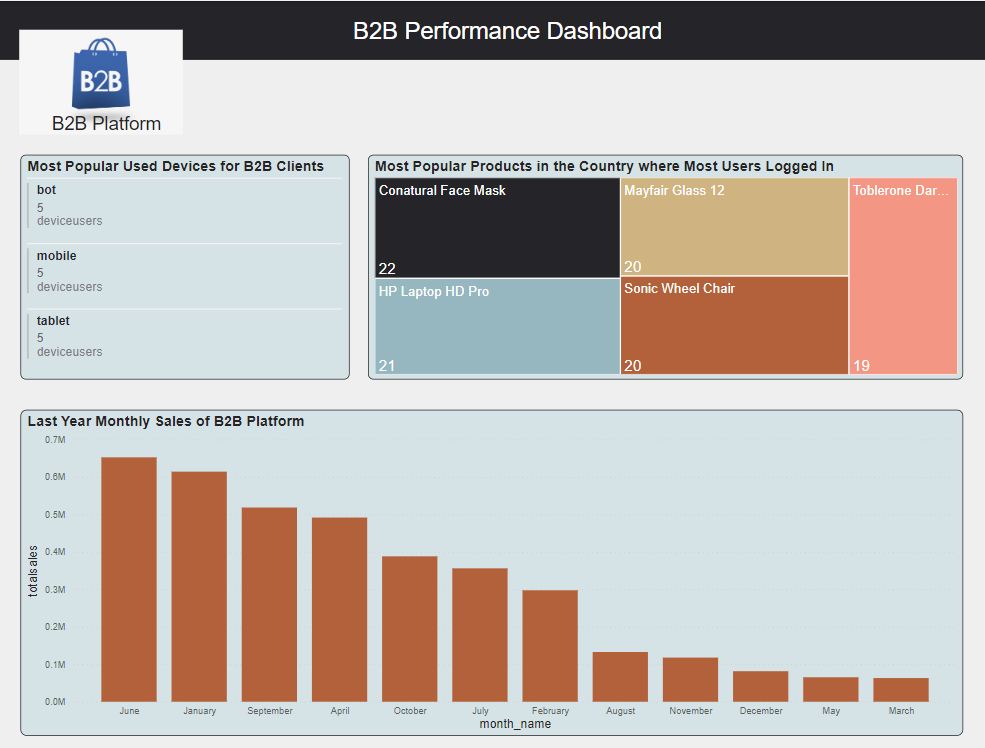 B2B Performance Dashboard
B2B
B2B Platform
Most Popular Used Devices for B2B Clients
bot
5
deviceusers
mobile
5
deviceusers
tablet
5
deviceusers
Most Popular Products in the Country where Most Users Logged In
Conatural Face Mask
22
HP Laptop HD Pro
21
Mayfair Glass 12
20
Sonic Wheel Chair
20
Toblerone Dar...
19
Last Year Monthly Sales of B2B Platform
totalsales
0.7M
0.6M
0.5M
0.4M
0.3M
0.2M
0.1M
0.0M
June January September April October July February August November December May March
month_name